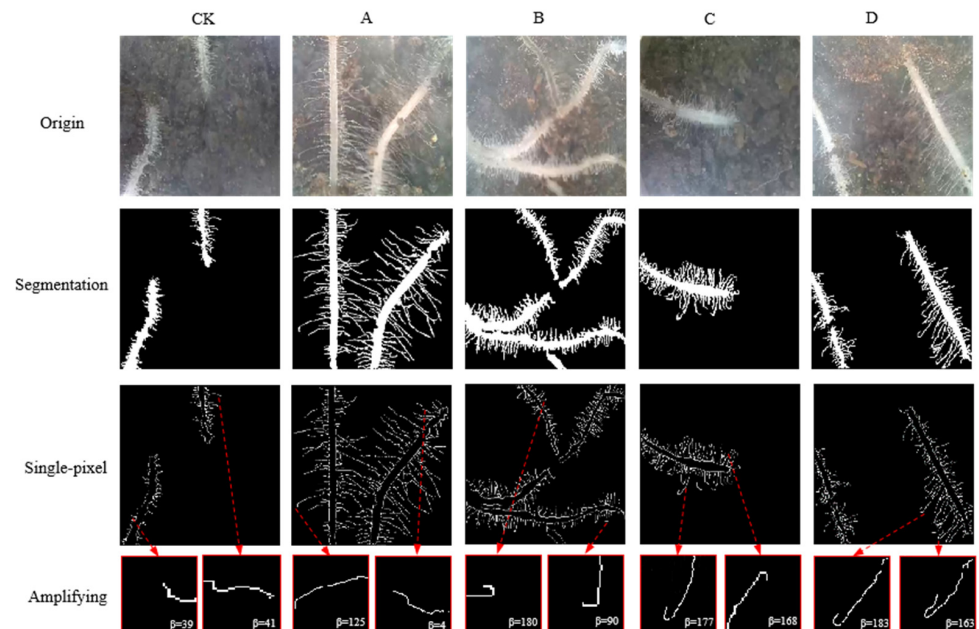 CK A B C D
Origin
Segmentation
Single-pixel
Amplifying
β=39 β=41 β=125 β=4 β=180 β=90 β=177 β=168 β=183 β=163